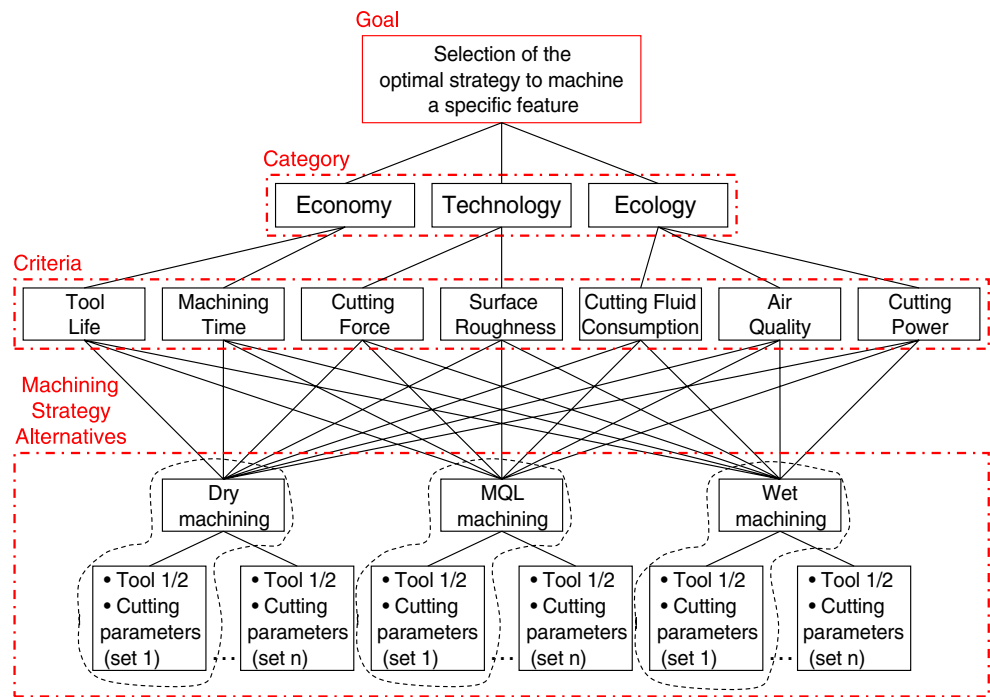 Goal
Selection of the
optimal strategy to machine
a specific feature
Category
Economy
Technology
Ecology
Criteria
Tool
Life
Machining
Time
Cutting
Force
Surface
Roughness
Cutting Fluid
Consumption
Air
Quality
Cutting
Power
Machining
Strategy
Alternatives
Dry
machining
MQL
machining
Wet
machining
• Tool 1/2
• Cutting
parameters
(set 1)
...
• Tool 1/2
• Cutting
parameters
(set n)
• Tool 1/2
• Cutting
parameters
(set 1)
...
• Tool 1/2
• Cutting
parameters
(set n)
• Tool 1/2
• Cutting
parameters
(set 1)
...
• Tool 1/2
• Cutting
parameters
(set n)